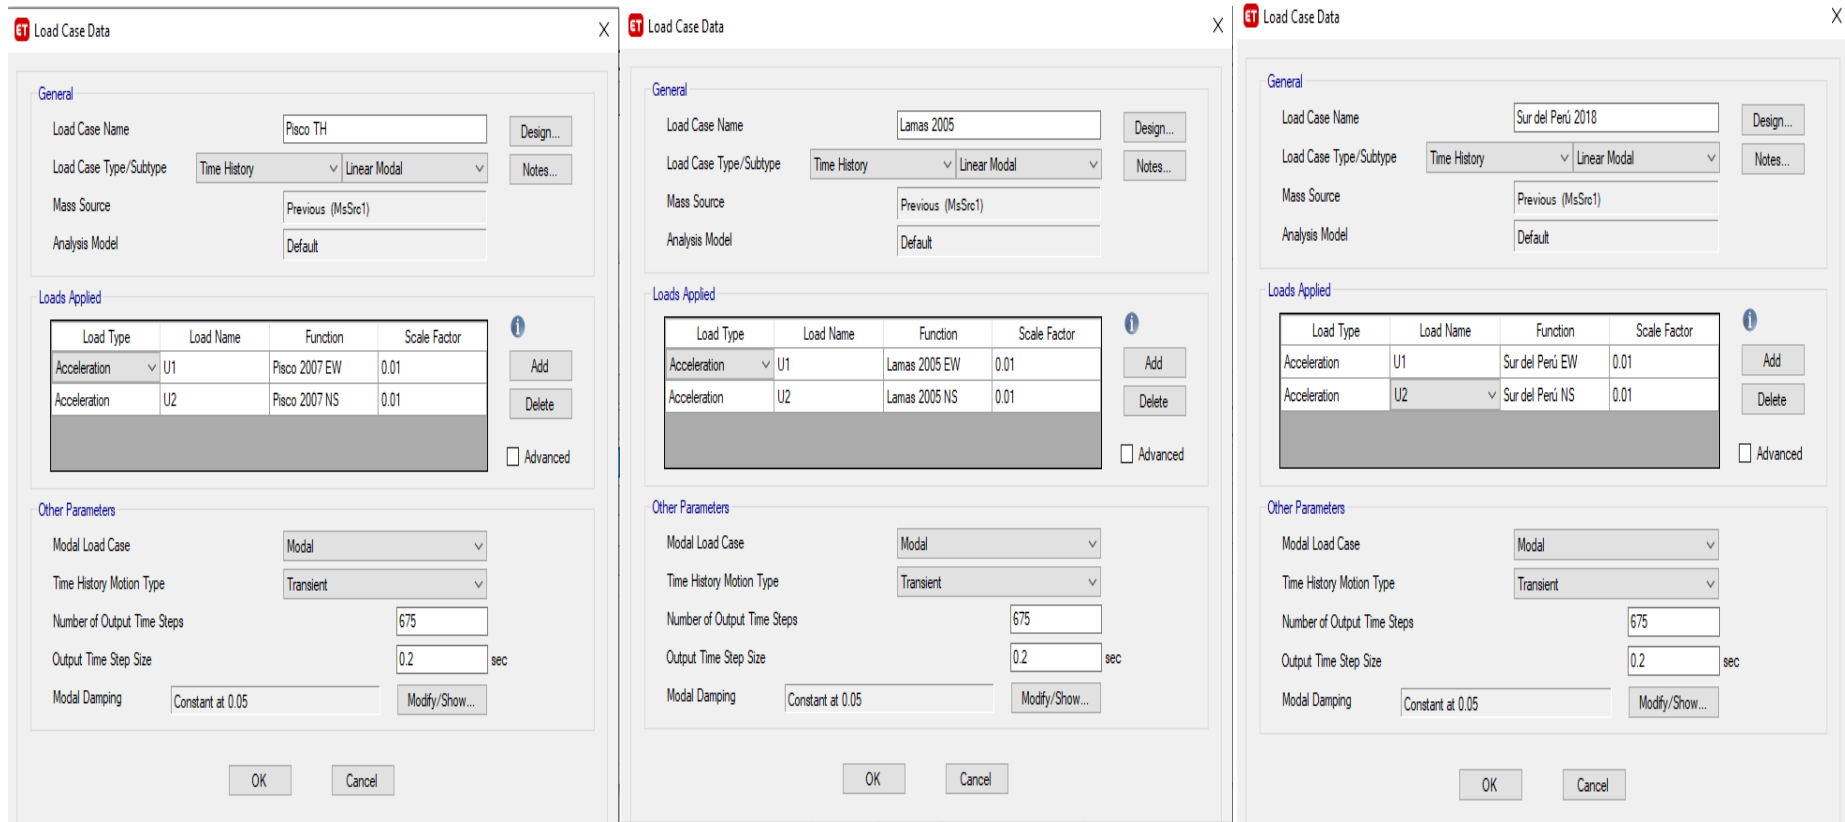 ET Load Case Data X
General
Load Case Name Pisco TH Design...
Load Case Type/Subtype Time History Linear Modal Notes...
Mass Source Previous (MsSrc1)
Analysis Model Default
Loads Applied
Load Type Load Name Function Scale Factor i
Acceleration U1 Pisco 2007 EW 0.01 Add
Acceleration U2 Pisco 2007 NS 0.01 Delete
Advanced
Other Parameters
Modal Load Case Modal
Time History Motion Type Transient
Number of Output Time Steps 675
Output Time Step Size 0.2 sec
Modal Damping Constant at 0.05 Modify/Show...
OK Cancel
ET Load Case Data X
General
Load Case Name Lamas 2005 Design...
Load Case Type/Subtype Time History Linear Modal Notes...
Mass Source Previous (MsSrc1)
Analysis Model Default
Loads Applied
Load Type Load Name Function Scale Factor i
Acceleration U1 Lamas 2005 EW 0.01 Add
Acceleration U2 Lamas 2005 NS 0.01 Delete
Advanced
Other Parameters
Modal Load Case Modal
Time History Motion Type Transient
Number of Output Time Steps 675
Output Time Step Size 0.2 sec
Modal Damping Constant at 0.05 Modify/Show...
OK Cancel
ET Load Case Data X
General
Load Case Name Sur del Perú 2018 Design...
Load Case Type/Subtype Time History Linear Modal Notes...
Mass Source Previous (MsSrc1)
Analysis Model Default
Loads Applied
Load Type Load Name Function Scale Factor i
Acceleration U1 Sur del Perú EW 0.01 Add
Acceleration U2 Sur del Perú NS 0.01 Delete
Advanced
Other Parameters
Modal Load Case Modal
Time History Motion Type Transient
Number of Output Time Steps 675
Output Time Step Size 0.2 sec
Modal Damping Constant at 0.05 Modify/Show...
OK Cancel